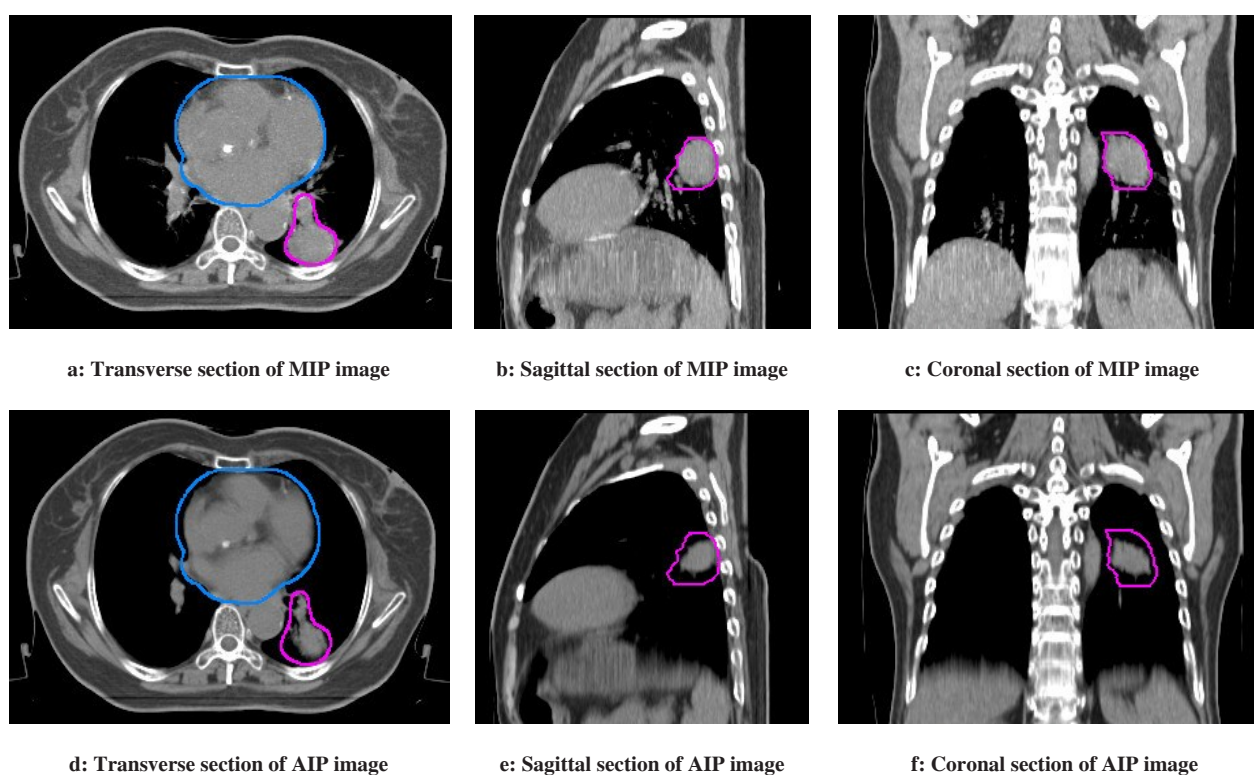 a: Transverse section of MIP image
b: Sagittal section of MIP image
c: Coronal section of MIP image
d: Transverse section of AIP image
e: Sagittal section of AIP image
f: Coronal section of AIP image